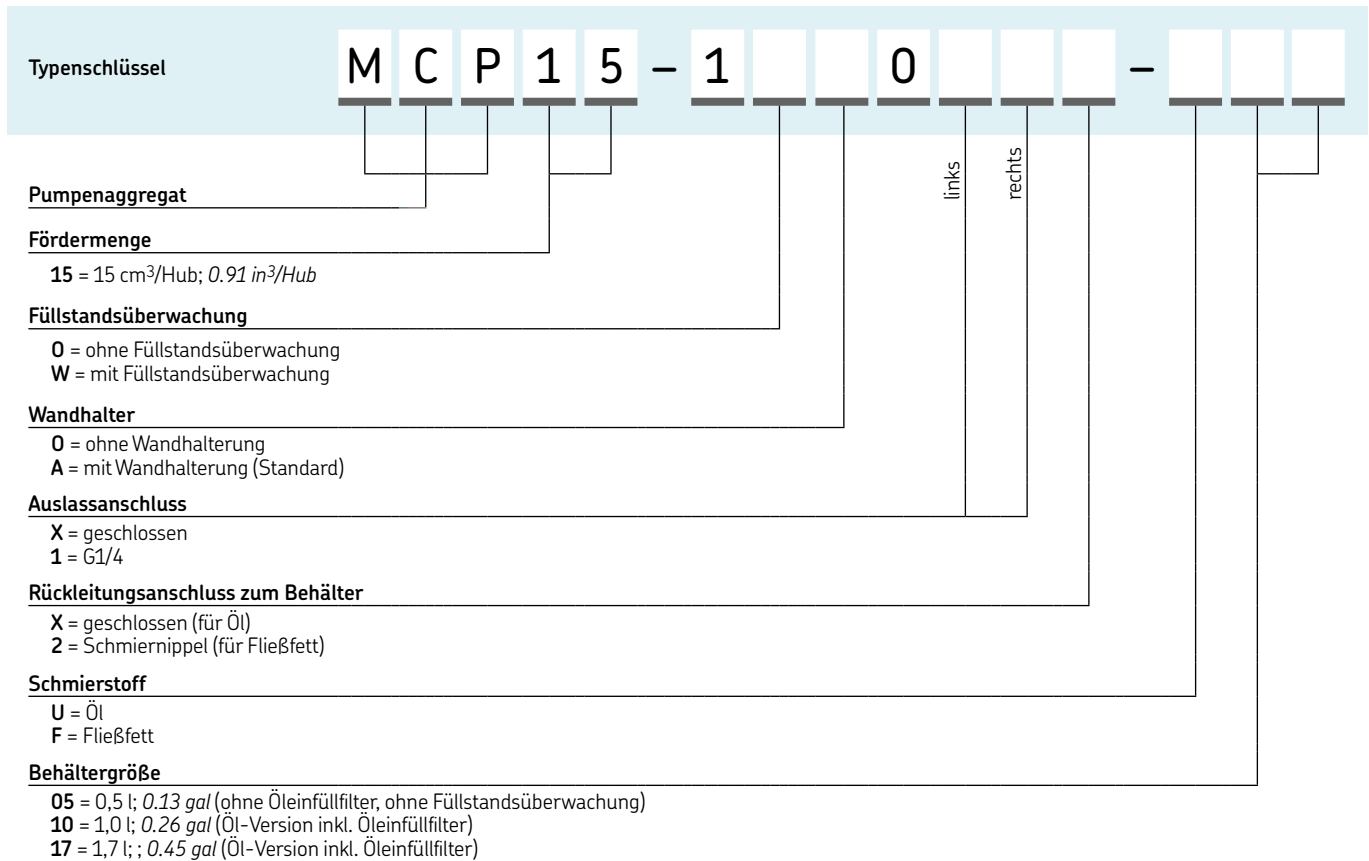 Typenschlüssel M C P 1 5 – 1 0 –
links rechts
Pumpenaggregat
Fördermenge
15 = 15 cm³/Hub; 0.91 in³/Hub
Füllstandsüberwachung
0 = ohne Füllstandsüberwachung
W = mit Füllstandsüberwachung
Wandhalter
0 = ohne Wandhalterung
A = mit Wandhalterung (Standard)
Auslassanschluss
X = geschlossen
1 = G1/4
Rückleitungsanschluss zum Behälter
X = geschlossen (für Öl)
2 = Schmiernippel (für Fließfett)
Schmierstoff
U = Öl
F = Fließfett
Behältergröße
05 = 0,5 l; 0.13 gal (ohne Öleinfüllfilter, ohne Füllstandsüberwachung)
10 = 1,0 l; 0.26 gal (Öl-Version inkl. Öleinfüllfilter)
17 = 1,7 l; ; 0.45 gal (Öl-Version inkl. Öleinfüllfilter)